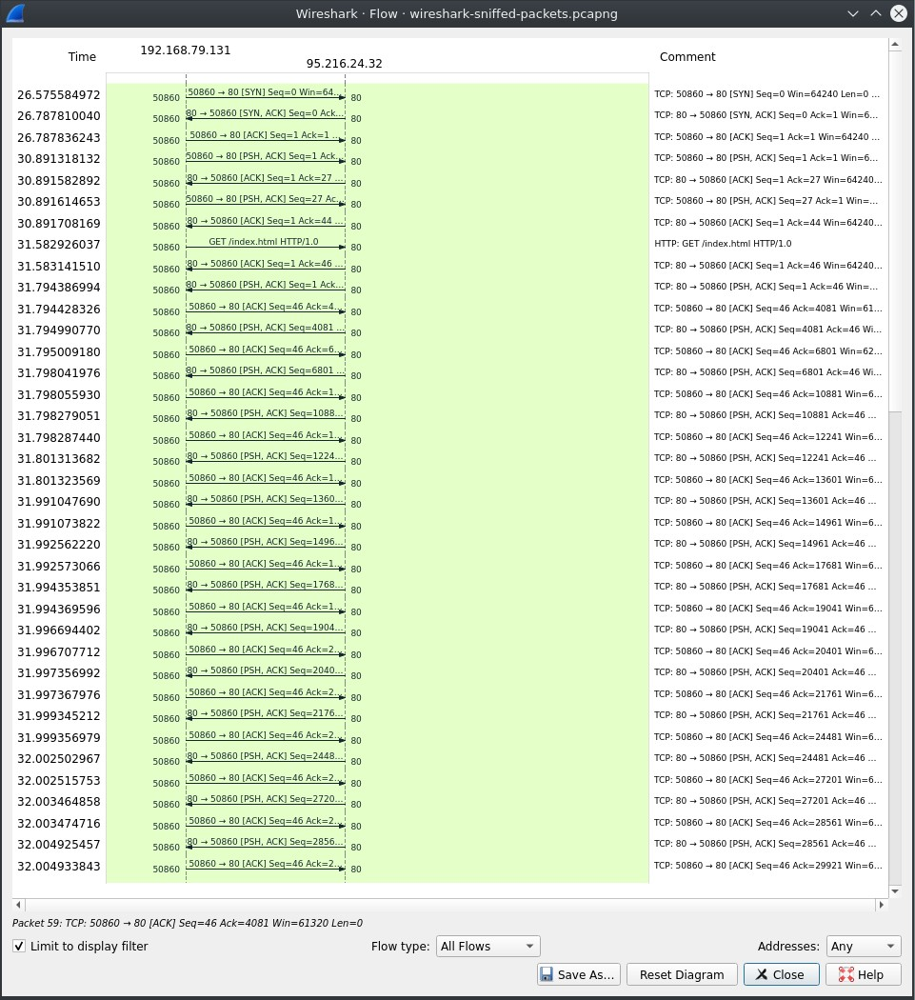 Wireshark · Flow · wireshark-sniffed-packets.pcapng
Time 192.168.79.131 95.216.24.32 Comment
26.575584972 50860 50860 → 80 [SYN] Seq=0 Win=64... 80 TCP: 50860 → 80 [SYN] Seq=0 Win=64240 Len=0 ...
26.787810040 50860 80 → 50860 [SYN, ACK] Seq=0 Ack... 80 TCP: 80 → 50860 [SYN, ACK] Seq=0 Ack=1 Win=6...
26.787836243 50860 50860 → 80 [ACK] Seq=1 Ack=1 ... 80 TCP: 50860 → 80 [ACK] Seq=1 Ack=1 Win=64240 ...
30.891318132 50860 50860 → 80 [PSH, ACK] Seq=1 Ack... 80 TCP: 50860 → 80 [PSH, ACK] Seq=1 Ack=1 Win=6...
30.891582892 50860 80 → 50860 [ACK] Seq=1 Ack=27 ... 80 TCP: 80 → 50860 [ACK] Seq=1 Ack=27 Win=64240...
30.891614653 50860 50860 → 80 [PSH, ACK] Seq=27 Ac... 80 TCP: 50860 → 80 [PSH, ACK] Seq=27 Ack=1 Win=...
30.891708169 50860 80 → 50860 [ACK] Seq=1 Ack=44 ... 80 TCP: 80 → 50860 [ACK] Seq=1 Ack=44 Win=64240...
31.582926037 50860 GET /index.html HTTP/1.0 80 HTTP: GET /index.html HTTP/1.0
31.583141510 50860 80 → 50860 [ACK] Seq=1 Ack=46 ... 80 TCP: 80 → 50860 [ACK] Seq=1 Ack=46 Win=64240...
31.794386994 50860 80 → 50860 [PSH, ACK] Seq=1 Ack... 80 TCP: 80 → 50860 [PSH, ACK] Seq=1 Ack=46 Win=...
31.794428326 50860 50860 → 80 [ACK] Seq=46 Ack=4... 80 TCP: 50860 → 80 [ACK] Seq=46 Ack=4081 Win=61...
31.794990770 50860 80 → 50860 [PSH, ACK] Seq=4081 ... 80 TCP: 80 → 50860 [PSH, ACK] Seq=4081 Ack=46 Wi...
31.795009180 50860 50860 → 80 [ACK] Seq=46 Ack=6... 80 TCP: 50860 → 80 [ACK] Seq=46 Ack=6801 Win=62...
31.798041976 50860 80 → 50860 [PSH, ACK] Seq=6801 ... 80 TCP: 80 → 50860 [PSH, ACK] Seq=6801 Ack=46 Wi...
31.798055930 50860 50860 → 80 [ACK] Seq=46 Ack=1... 80 TCP: 50860 → 80 [ACK] Seq=46 Ack=10881 Win=6...
31.798279051 50860 80 → 50860 [PSH, ACK] Seq=1088... 80 TCP: 80 → 50860 [PSH, ACK] Seq=10881 Ack=46 ...
31.798287440 50860 50860 → 80 [ACK] Seq=46 Ack=1... 80 TCP: 50860 → 80 [ACK] Seq=46 Ack=12241 Win=6...
31.801313682 50860 80 → 50860 [PSH, ACK] Seq=1224... 80 TCP: 80 → 50860 [PSH, ACK] Seq=12241 Ack=46 ...
31.801323569 50860 50860 → 80 [ACK] Seq=46 Ack=1... 80 TCP: 50860 → 80 [ACK] Seq=46 Ack=13601 Win=6...
31.991047690 50860 80 → 50860 [PSH, ACK] Seq=1360... 80 TCP: 80 → 50860 [PSH, ACK] Seq=13601 Ack=46 ...
31.991073822 50860 50860 → 80 [ACK] Seq=46 Ack=1... 80 TCP: 50860 → 80 [ACK] Seq=46 Ack=14961 Win=6...
31.992562220 50860 80 → 50860 [PSH, ACK] Seq=1496... 80 TCP: 80 → 50860 [PSH, ACK] Seq=14961 Ack=46 ...
31.992573066 50860 50860 → 80 [ACK] Seq=46 Ack=1... 80 TCP: 50860 → 80 [ACK] Seq=46 Ack=17681 Win=6...
31.994353851 50860 80 → 50860 [PSH, ACK] Seq=1768... 80 TCP: 80 → 50860 [PSH, ACK] Seq=17681 Ack=46 ...
31.994369596 50860 50860 → 80 [ACK] Seq=46 Ack=1... 80 TCP: 50860 → 80 [ACK] Seq=46 Ack=19041 Win=6...
31.996694402 50860 80 → 50860 [PSH, ACK] Seq=1904... 80 TCP: 80 → 50860 [PSH, ACK] Seq=19041 Ack=46 ...
31.996707712 50860 50860 → 80 [ACK] Seq=46 Ack=2... 80 TCP: 50860 → 80 [ACK] Seq=46 Ack=20401 Win=6...
31.997356992 50860 80 → 50860 [PSH, ACK] Seq=2040... 80 TCP: 80 → 50860 [PSH, ACK] Seq=20401 Ack=46 ...
31.997367976 50860 50860 → 80 [ACK] Seq=46 Ack=2... 80 TCP: 50860 → 80 [ACK] Seq=46 Ack=21761 Win=6...
31.999345212 50860 80 → 50860 [PSH, ACK] Seq=2176... 80 TCP: 80 → 50860 [PSH, ACK] Seq=21761 Ack=46 ...
31.999356979 50860 50860 → 80 [ACK] Seq=46 Ack=2... 80 TCP: 50860 → 80 [ACK] Seq=46 Ack=24481 Win=6...
32.002502967 50860 80 → 50860 [PSH, ACK] Seq=2448... 80 TCP: 80 → 50860 [PSH, ACK] Seq=24481 Ack=46 ...
32.002515753 50860 50860 → 80 [ACK] Seq=46 Ack=2... 80 TCP: 50860 → 80 [ACK] Seq=46 Ack=27201 Win=6...
32.003464858 50860 80 → 50860 [PSH, ACK] Seq=2720... 80 TCP: 80 → 50860 [PSH, ACK] Seq=27201 Ack=46 ...
32.003474716 50860 50860 → 80 [ACK] Seq=46 Ack=2... 80 TCP: 50860 → 80 [ACK] Seq=46 Ack=28561 Win=6...
32.004925457 50860 80 → 50860 [PSH, ACK] Seq=2856... 80 TCP: 80 → 50860 [PSH, ACK] Seq=28561 Ack=46 ...
32.004933843 50860 50860 → 80 [ACK] Seq=46 Ack=2... 80 TCP: 50860 → 80 [ACK] Seq=46 Ack=29921 Win=6...
Packet 59: TCP: 50860 → 80 [ACK] Seq=46 Ack=4081 Win=61320 Len=0
Limit to display filter Flow type: All Flows Addresses: Any
Save As... Reset Diagram Close Help